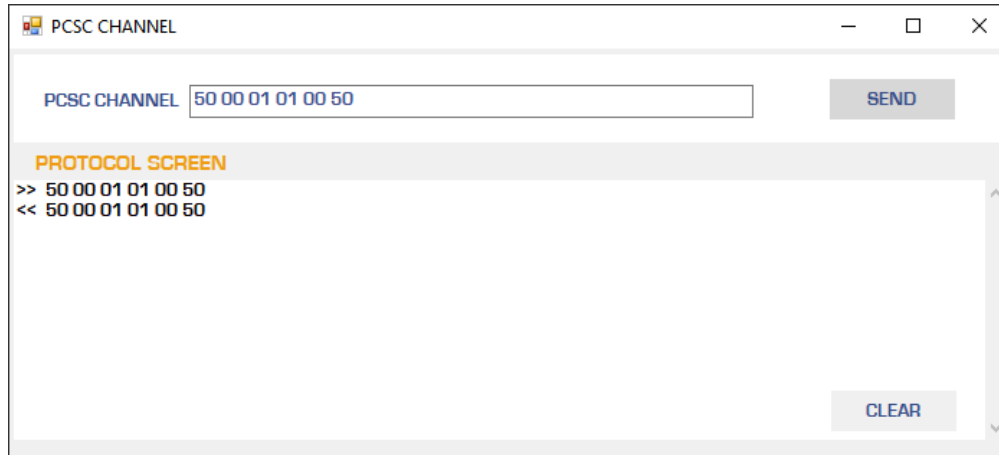 PCSC CHANNEL
PCSC CHANNEL 50 00 01 01 00 50 SEND
PROTOCOL SCREEN
>> 50 00 01 01 00 50
<< 50 00 01 01 00 50
CLEAR